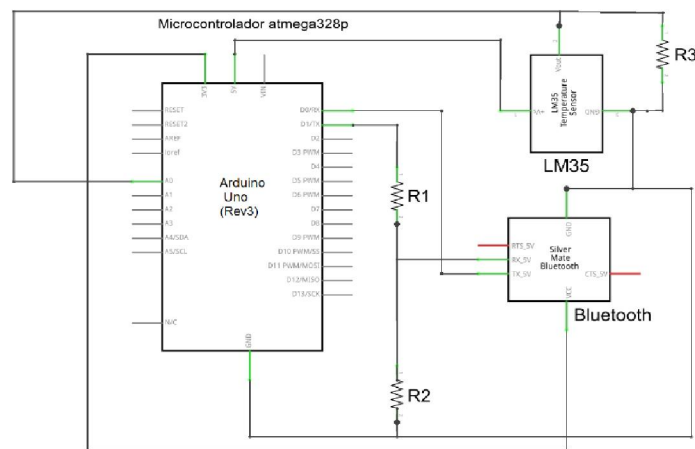 Microcontrolador atmega328p
3V3
5V
VIN
RESET
RESET2
AREF
ioref
A0
A1
A2
A3
A4/SDA
A5/SCL
N/C
GND
Arduino
Uno
(Rev3)
D0/RX
D1/TX
D2
D3 PWM
D4
D5 PWM
D6 PWM
D7
D8
D9 PWM
D10 PWM/SS
D11 PWM/MOSI
D12/MISO
D13/SCK
R1
R2
R3
Vout
LM35
Temperature
Sensor
GND
LM35
GND
Silver
Mate
Bluetooth
RTS_5V
RX_5V
TX_5V
CTS_5V
VCC
Bluetooth